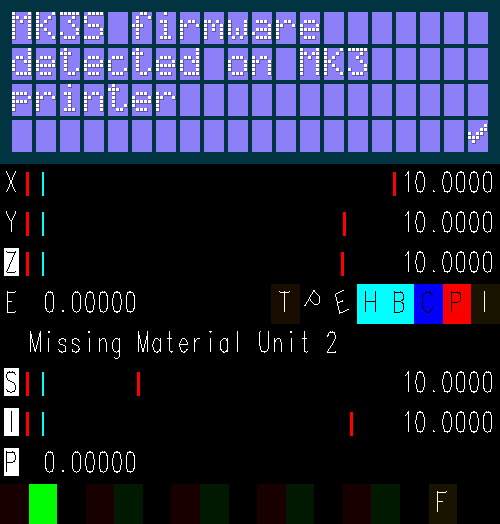 MK3S firmware
detected on MK3
printer
X 10.0000
Y 10.0000
Z 10.0000
E 0.00000 T P E H B C P I
Missing Material Unit 2
S 10.0000
I 10.0000
P 0.00000
F